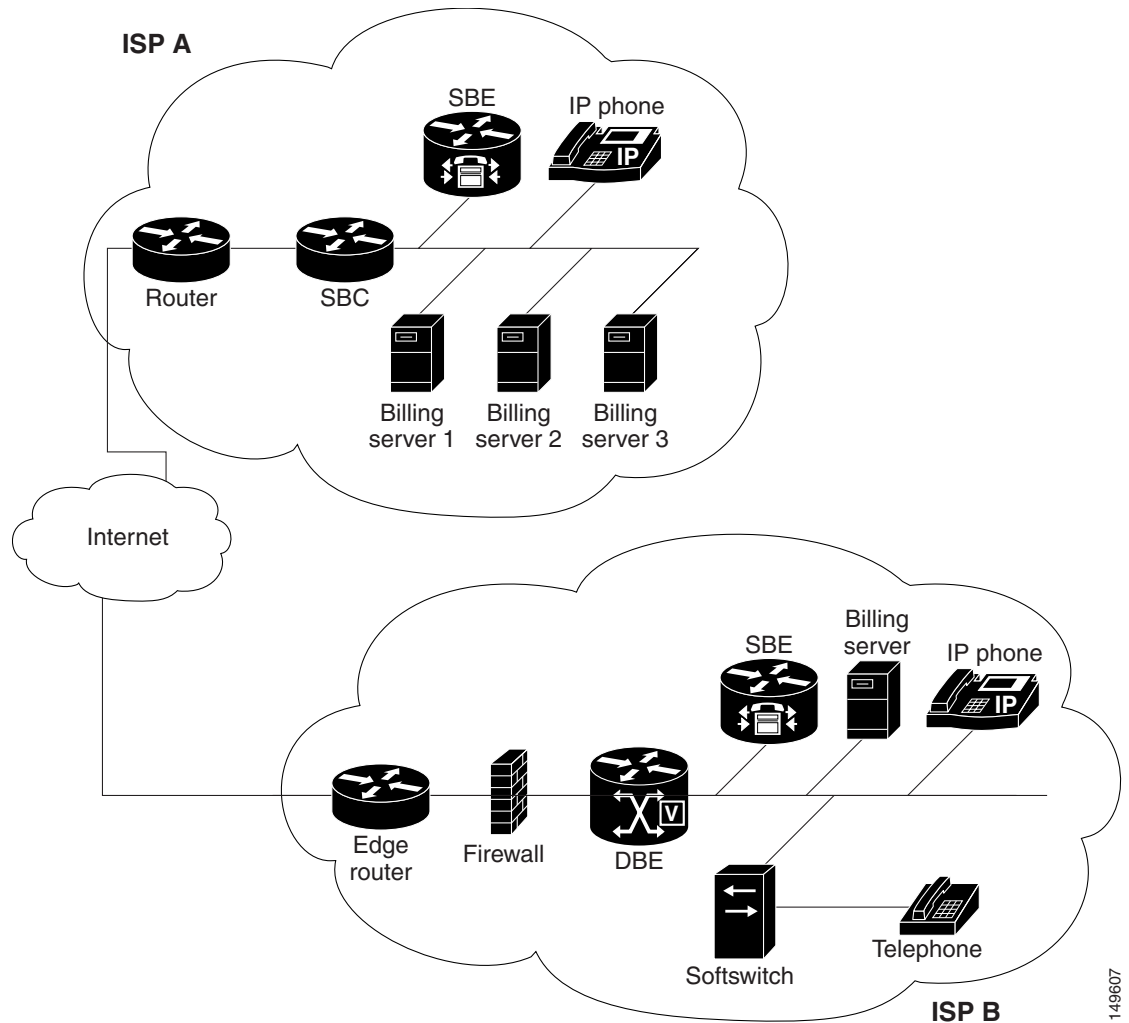 ISP A
SBE
IP phone
IP
Router
SBC
Billing
server 1
Billing
server 2
Billing
server 3
Internet
Billing
server
SBE
IP phone
IP
V
Edge
router
Firewall
DBE
Softswitch
Telephone
ISP B
149607